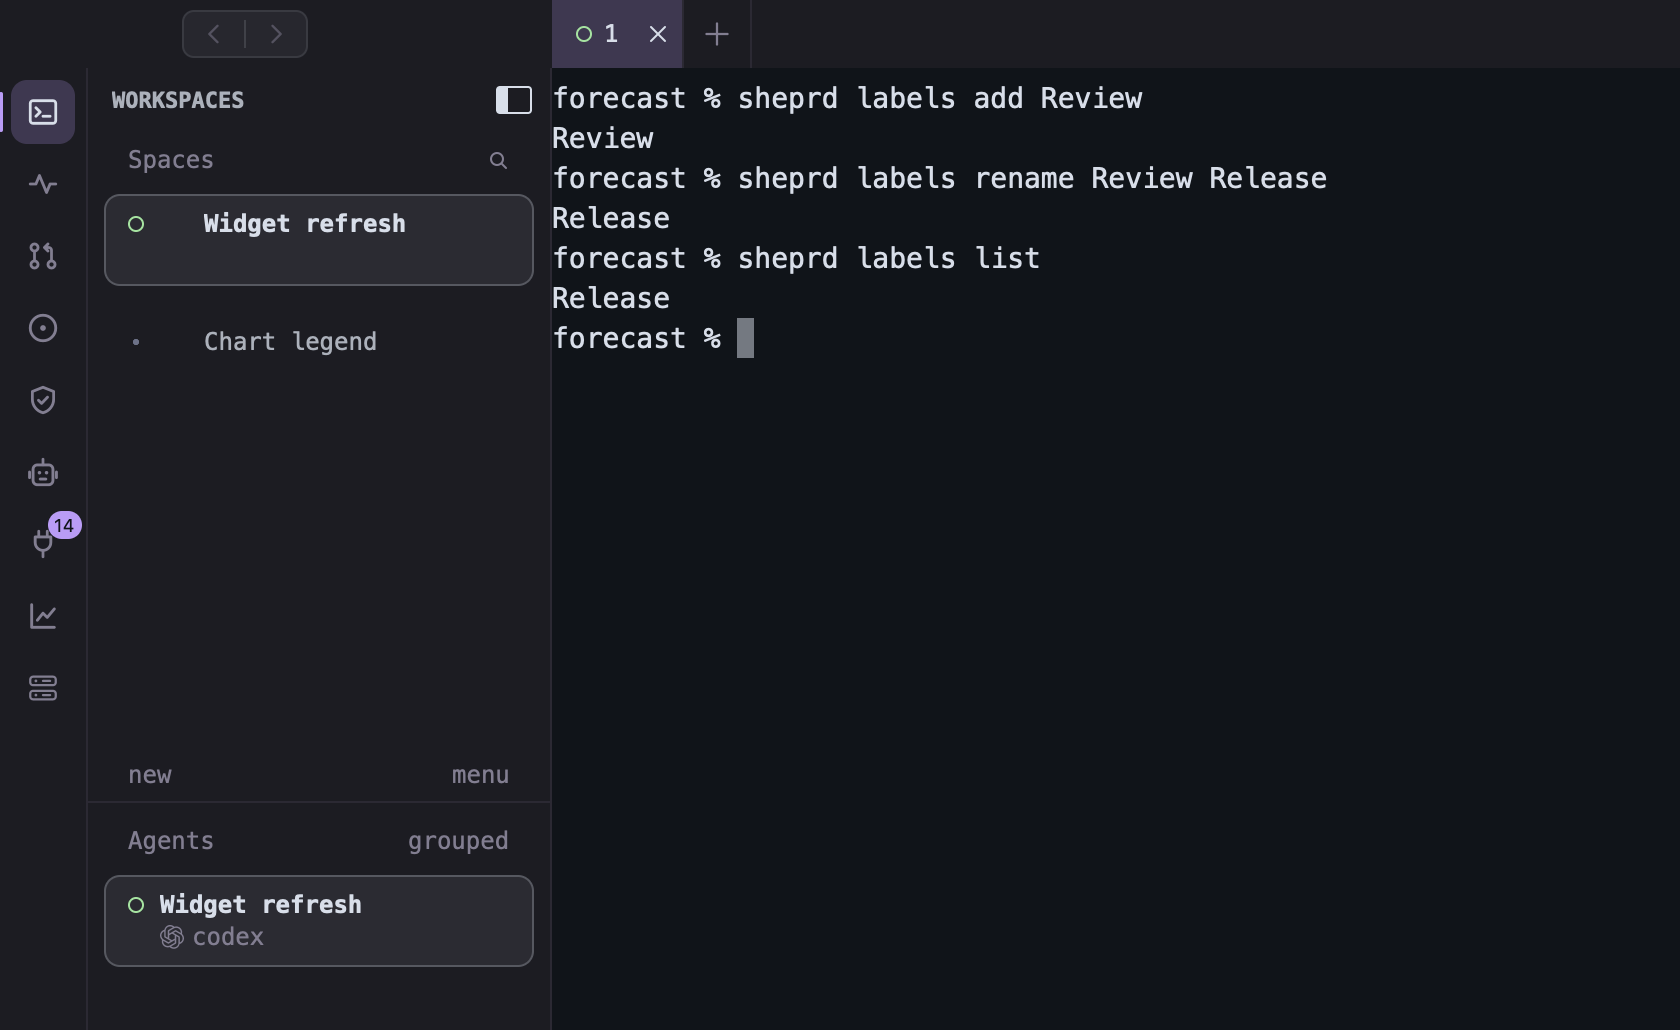 1
WORKSPACES
Spaces
Widget refresh
Chart legend
14
new menu
Agents grouped
Widget refresh
codex
forecast % sheprd labels add Review
Review
forecast % sheprd labels rename Review Release
Release
forecast % sheprd labels list
Release
forecast %